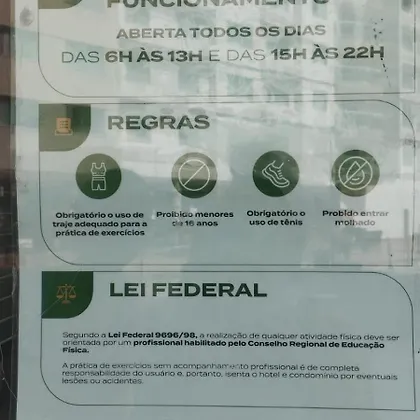 FUNCIONAMENTO
ABERTA TODOS OS DIAS
DAS 6H ÀS 13H E DAS 15H ÀS 22H
REGRAS
Obrigatório o uso de
traje adequado para a
prática de exercícios
Proibido menores
de 16 anos
Obrigatório o
uso de tênis
Proibido entrar
molhado
LEI FEDERAL
Segundo a Lei Federal 9696/98, a realização de qualquer atividade física deve ser
orientada por um profissional habilitado pelo Conselho Regional de Educação
Física.
A prática de exercícios sem acompanhamento profissional é de completa
responsabilidade do usuário e, portanto, isenta o hotel e condomínio por eventuais
lesões ou acidentes.